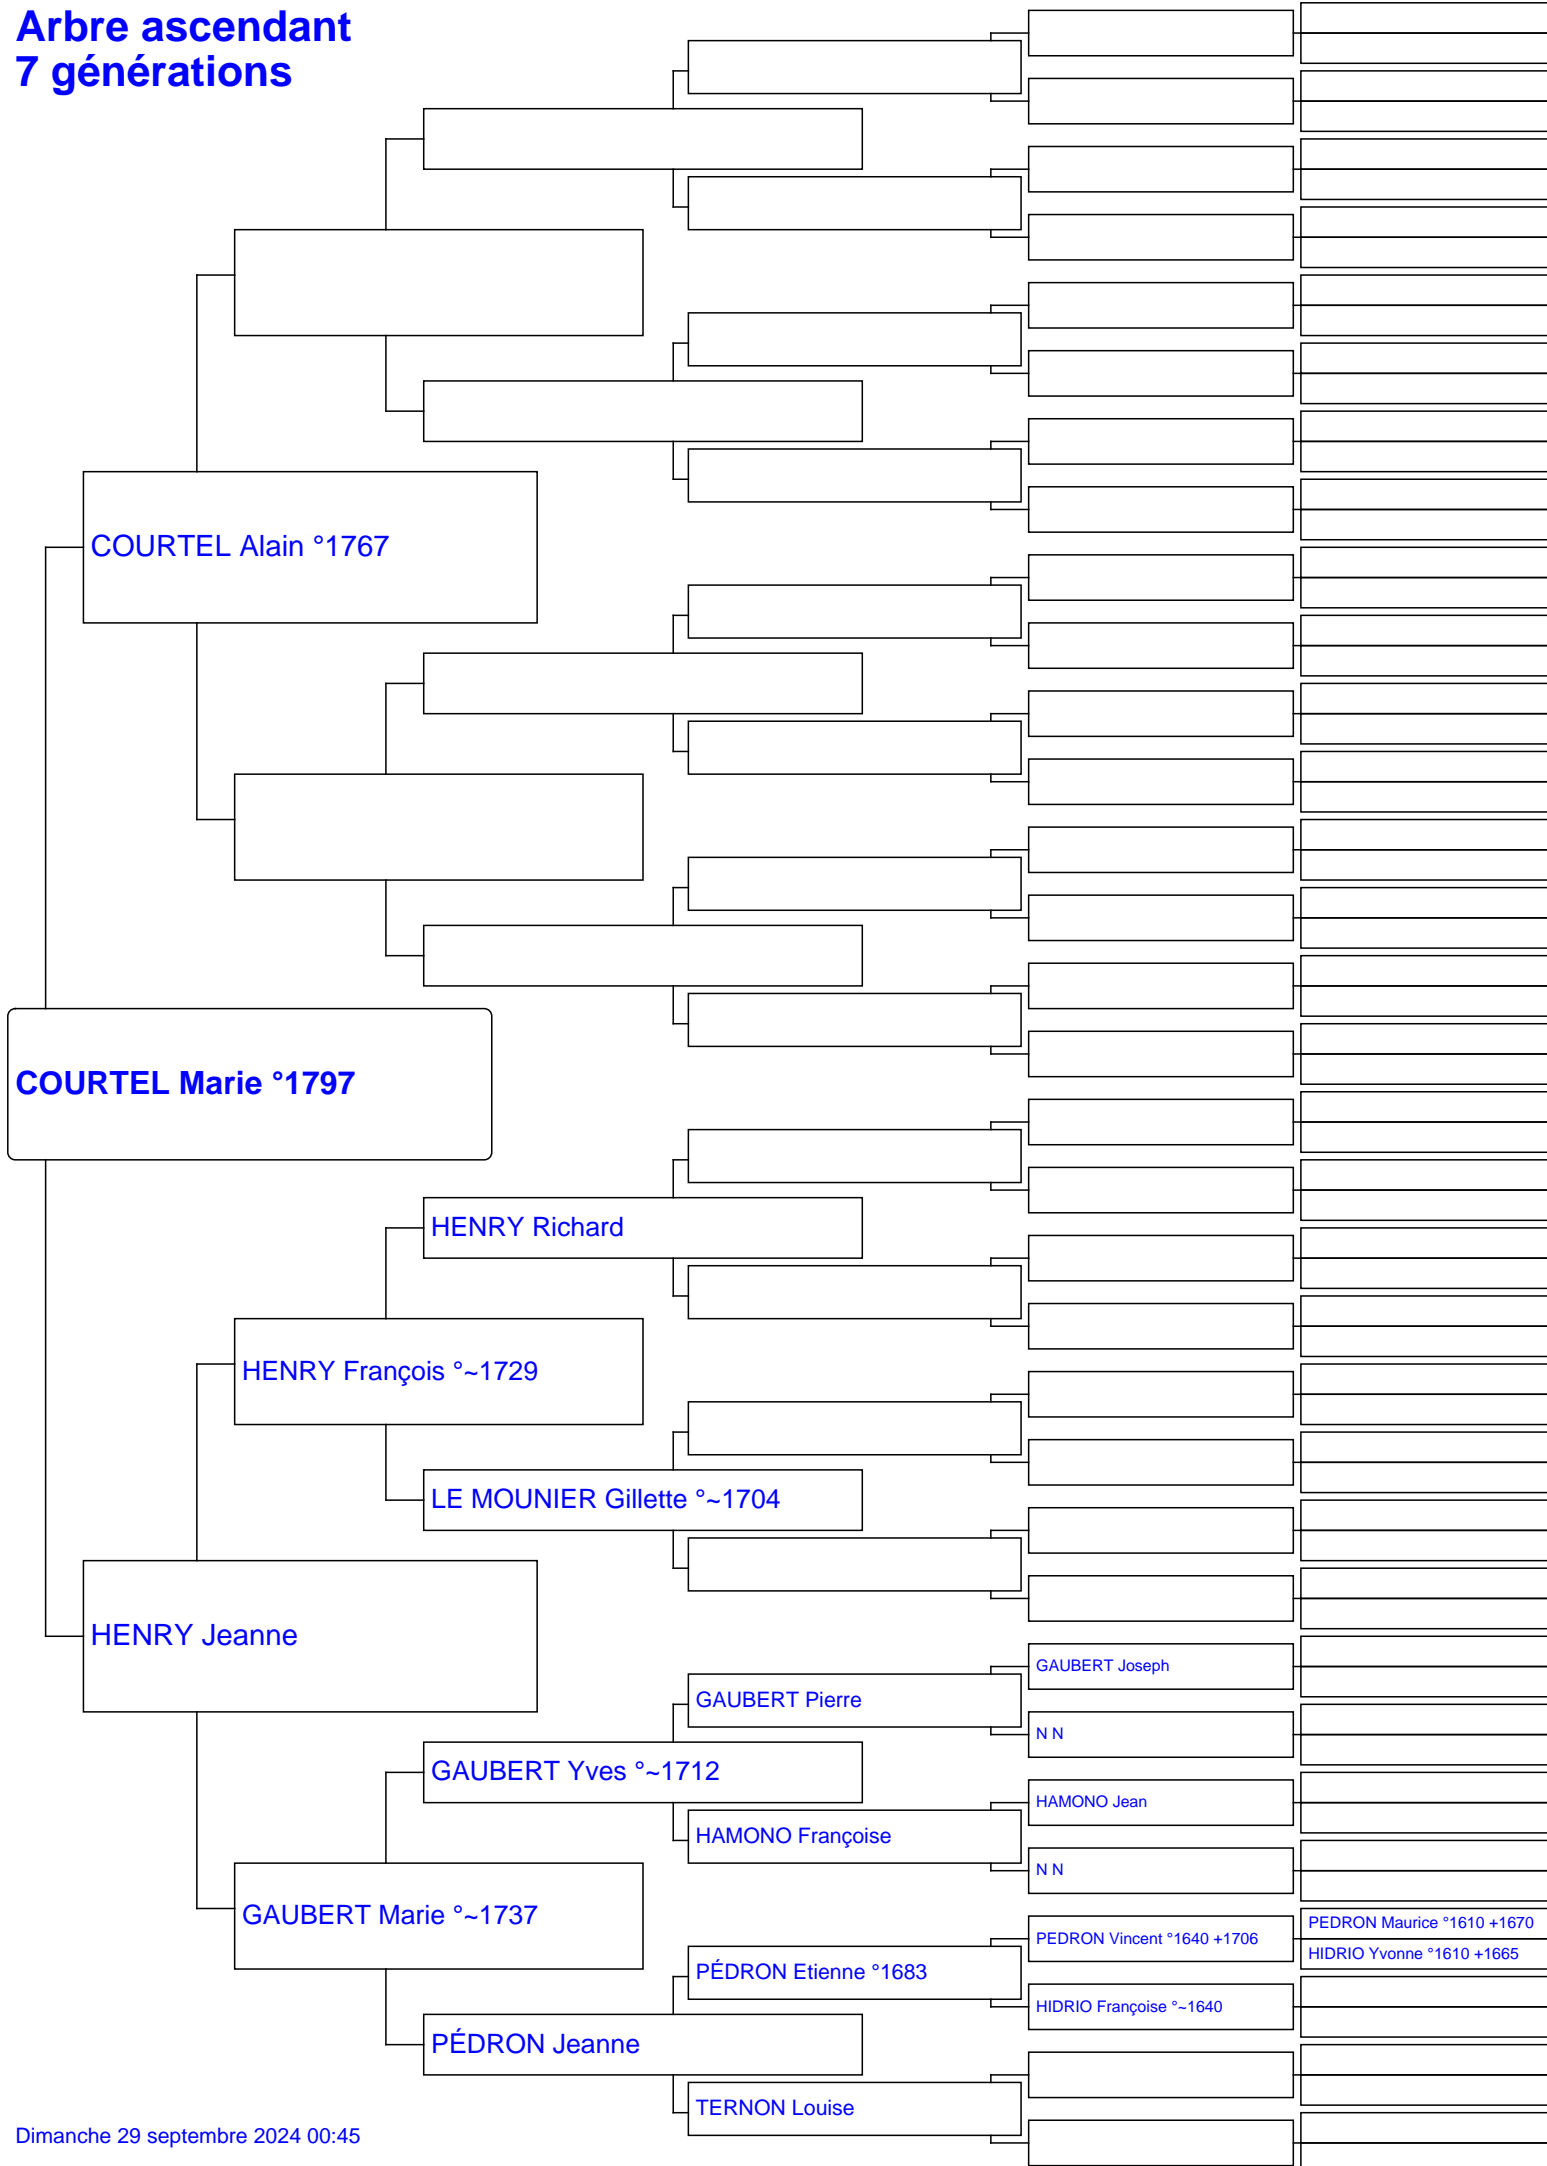 Arbre ascendant
7 générations
COURTEL Alain °1767
COURTEL Marie °1797
HENRY Richard
HENRY François °~1729
LE MOUNIER Gillette °~1704
HENRY Jeanne
GAUBERT Joseph
GAUBERT Pierre
N N
GAUBERT Yves °~1712
HAMONO Jean
HAMONO Françoise
N N
GAUBERT Marie °~1737
PEDRON Maurice °1610 +1670
PEDRON Vincent °1640 +1706
HIDRIO Yvonne °1610 +1665
PÉDRON Etienne °1683
HIDRIO Françoise °~1640
PÉDRON Jeanne
TERNON Louise
Dimanche 29 septembre 2024 00:45